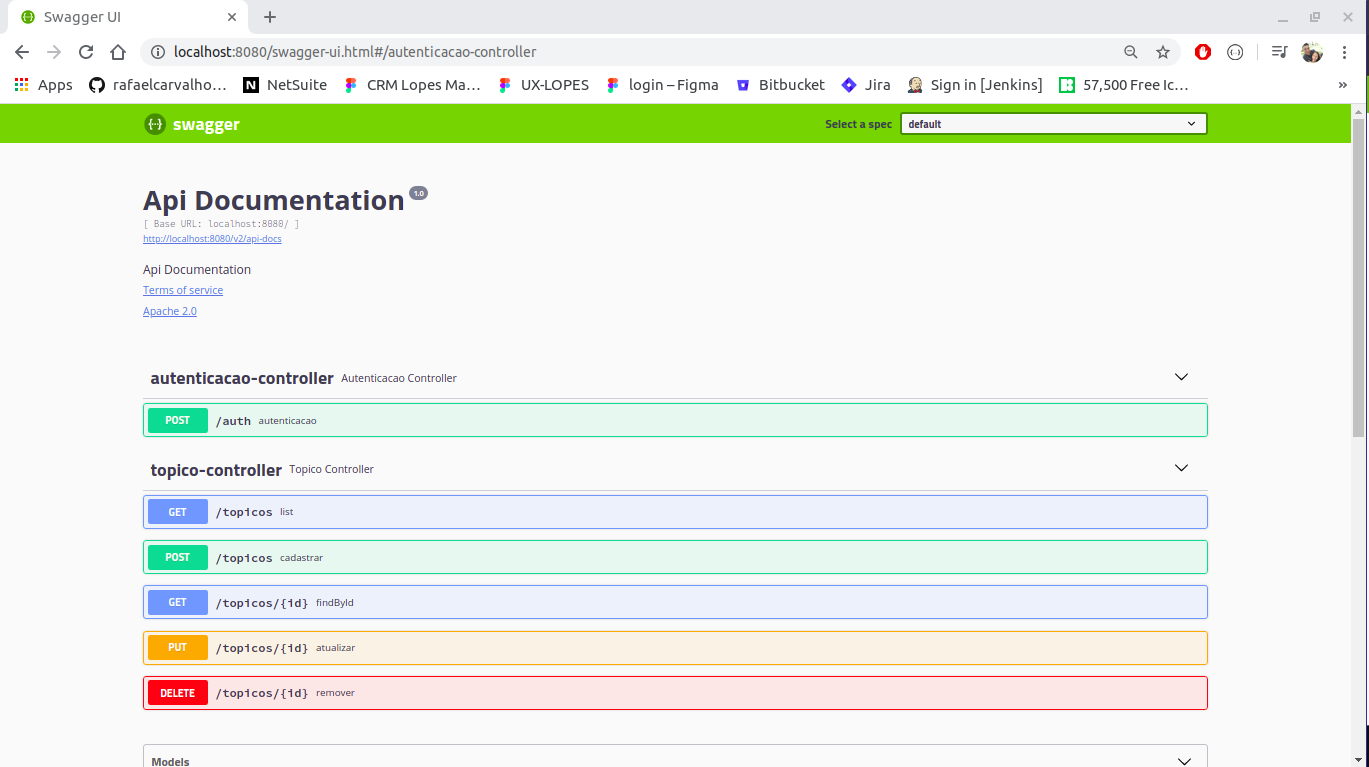 Swagger UI
localhost:8080/swagger-ui.html#/autenticacao-controller
Apps rafaelcarvalho... NetSuite CRM Lopes Ma... UX-LOPES login – Figma Bitbucket Jira Sign in [Jenkins] 57,500 Free Ic... »
swagger Select a spec default
Api Documentation 1.0
[ Base URL: localhost:8080/ ]
http://localhost:8080/v2/api-docs
Api Documentation
Terms of service
Apache 2.0
autenticacao-controller Autenticacao Controller
POST /auth autenticacao
topico-controller Topico Controller
GET /topicos list
POST /topicos cadastrar
GET /topicos/{id} findById
PUT /topicos/{id} atualizar
DELETE /topicos/{id} remover
Models